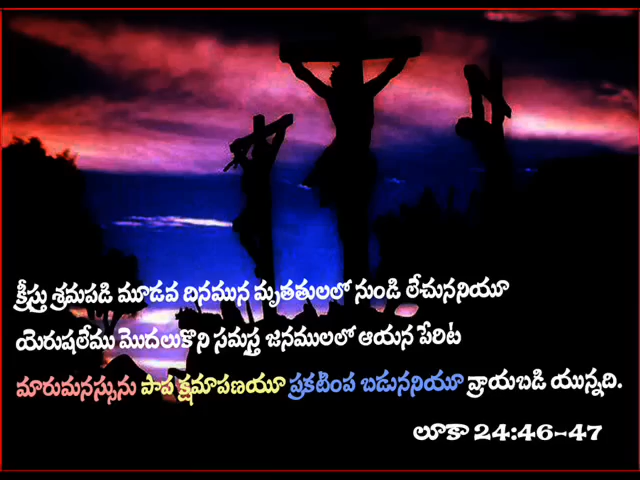 క్రీస్తు శ్రమపడి మూడవ దినమున మృతతులలో నుండి లేచుననియూ
యెరుషలేము మొదలుకొని సమస్త జనములలో ఆయన పేరిట
మారుమనస్సును పాప క్షమాపణయూ ప్రకటింప బడుననియూ వ్రాయబడి యున్నది.
లూకా 24:46-47